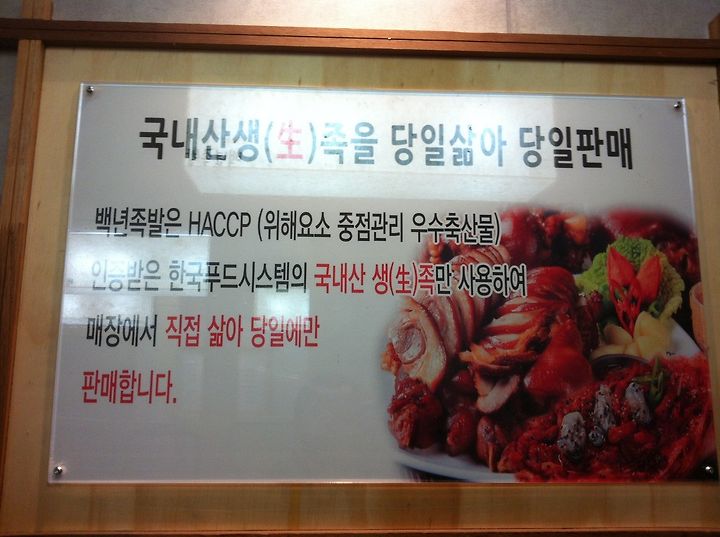 국내산생(生)족을 당일삶아 당일판매
백년족발은 HACCP (위해요소 중점관리 우수축산물)
인증받은 한국푸드시스템의 국내산 생(生)족만 사용하여
매장에서 직접 삶아 당일에만
판매합니다.